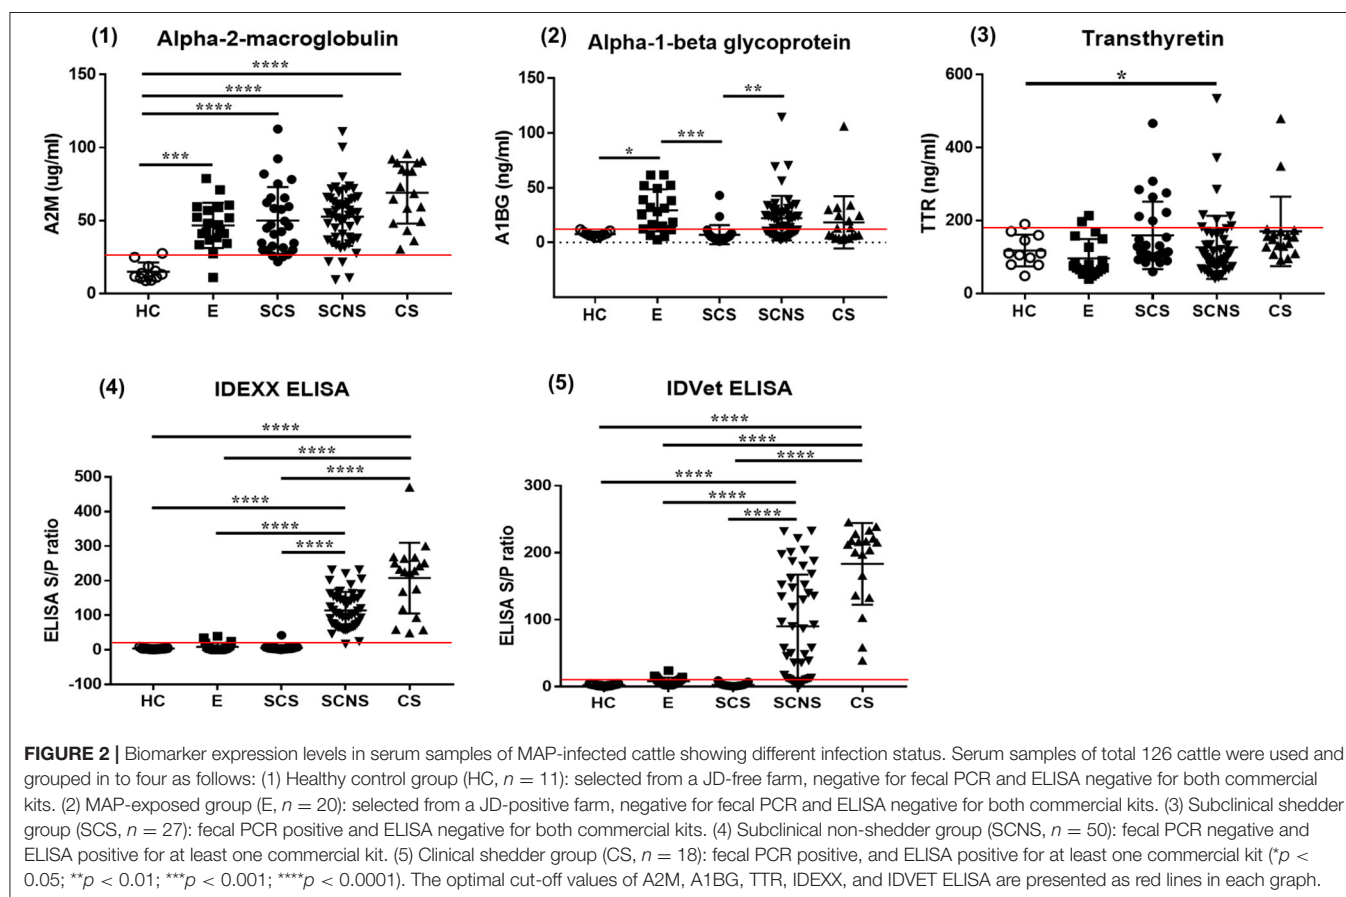 (1) Alpha-2-macroglobulin
A2M (ug/ml)
150
100
50
0
****
****
****
***
HC E SCS SCNS CS
(2) Alpha-1-beta glycoprotein
A1BG (ng/ml)
150
100
50
0
**
***
*
HC E SCS SCNS CS
(3) Transthyretin
TTR (ng/ml)
600
400
200
0
*
HC E SCS SCNS CS
(4) IDEXX ELISA
ELISA S/P ratio
500
400
300
200
100
0
-100
****
****
****
****
****
****
HC E SCS SCNS CS
(5) IDVet ELISA
ELISA S/P ratio
300
200
100
0
****
****
****
****
****
****
HC E SCS SCNS CS
FIGURE 2 | Biomarker expression levels in serum samples of MAP-infected cattle showing different infection status. Serum samples of total 126 cattle were used and
grouped in to four as follows: (1) Healthy control group (HC, n = 11): selected from a JD-free farm, negative for fecal PCR and ELISA negative for both commercial
kits. (2) MAP-exposed group (E, n = 20): selected from a JD-positive farm, negative for fecal PCR and ELISA negative for both commercial kits. (3) Subclinical shedder
group (SCS, n = 27): fecal PCR positive and ELISA negative for both commercial kits. (4) Subclinical non-shedder group (SCNS, n = 50): fecal PCR negative and
ELISA positive for at least one commercial kit. (5) Clinical shedder group (CS, n = 18): fecal PCR positive, and ELISA positive for at least one commercial kit (*p <
0.05; **p < 0.01; ***p < 0.001; ****p < 0.0001). The optimal cut-off values of A2M, A1BG, TTR, IDEXX, and IDVET ELISA are presented as red lines in each graph.